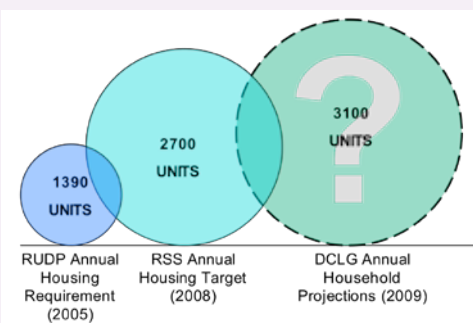 1390
UNITS
2700
UNITS
?
3100
UNITS
RUDP Annual
Housing
Requirement
(2005)
RSS Annual
Housing Target
(2008)
DCLG Annual
Household
Projections (2009)